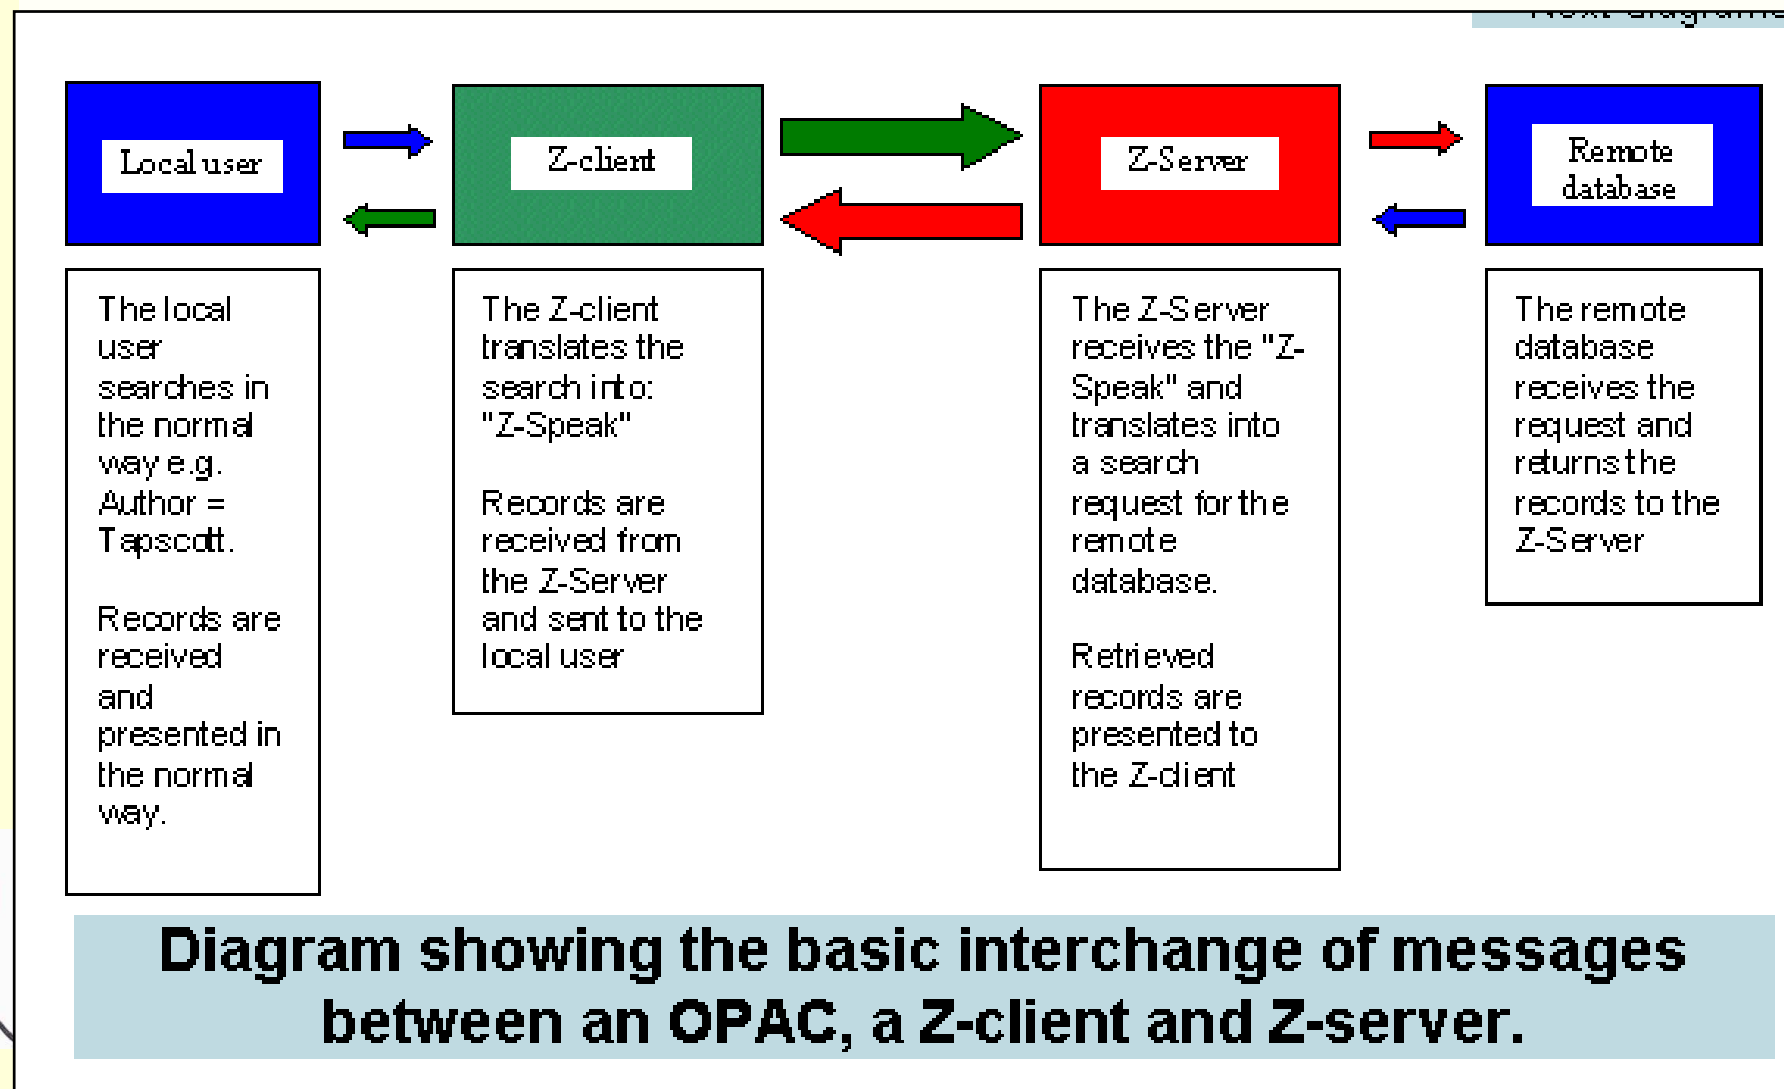 Local user
Z-client
Z-Server
Remote
database
The local
user
searches in
the normal
way e.g.
Author =
Tapscott.
Records are
received
and
presented in
the normal
way.
The Z-client
translates the
search into:
"Z-Speak"
Records are
received from
the Z-Server
and sent to the
local user
The Z-Server
receives the "Z-
Speak" and
translates into
a search
request for the
remote
database.
Retrieved
records are
presented to
the Z-client
The remote
database
receives the
request and
returns the
records to the
Z-Server
Diagram showing the basic interchange of messages
between an OPAC, a Z-client and Z-server.